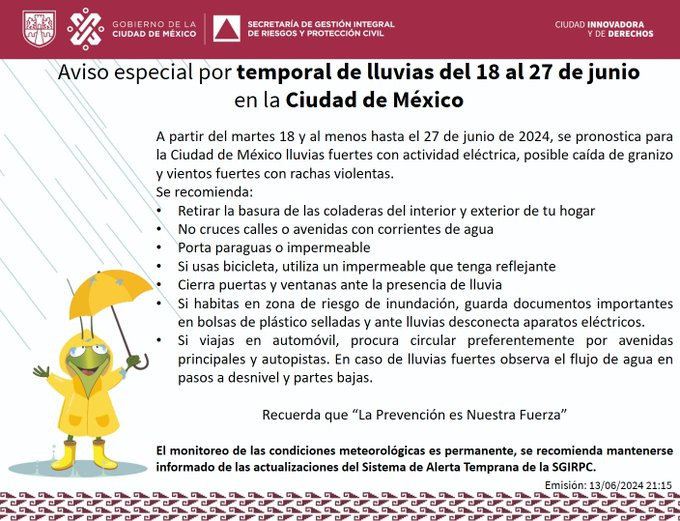 GOBIERNO DE LA
CIUDAD DE MÉXICO
SECRETARÍA DE GESTIÓN INTEGRAL
DE RIESGOS Y PROTECCIÓN CIVIL
CIUDAD INNOVADORA
Y DE DERECHOS
Aviso especial por temporal de lluvias del 18 al 27 de junio
en la Ciudad de México
A partir del martes 18 y al menos hasta el 27 de junio de 2024, se pronostica para
la Ciudad de México lluvias fuertes con actividad eléctrica, posible caída de granizo
y vientos fuertes con rachas violentas.
Se recomienda:
• Retirar la basura de las coladeras del interior y exterior de tu hogar
• No cruces calles o avenidas con corrientes de agua
• Porta paraguas o impermeable
• Si usas bicicleta, utiliza un impermeable que tenga reflejante
• Cierra puertas y ventanas ante la presencia de lluvia
• Si habitas en zona de riesgo de inundación, guarda documentos importantes
en bolsas de plástico selladas y ante lluvias desconecta aparatos eléctricos.
• Si viajas en automóvil, procura circular preferentemente por avenidas
principales y autopistas. En caso de lluvias fuertes observa el flujo de agua en
pasos a desnivel y partes bajas.
Recuerda que “La Prevención es Nuestra Fuerza”
El monitoreo de las condiciones meteorológicas es permanente, se recomienda mantenerse
informado de las actualizaciones del Sistema de Alerta Temprana de la SGIRPC.
Emisión: 13/06/2024 21:15